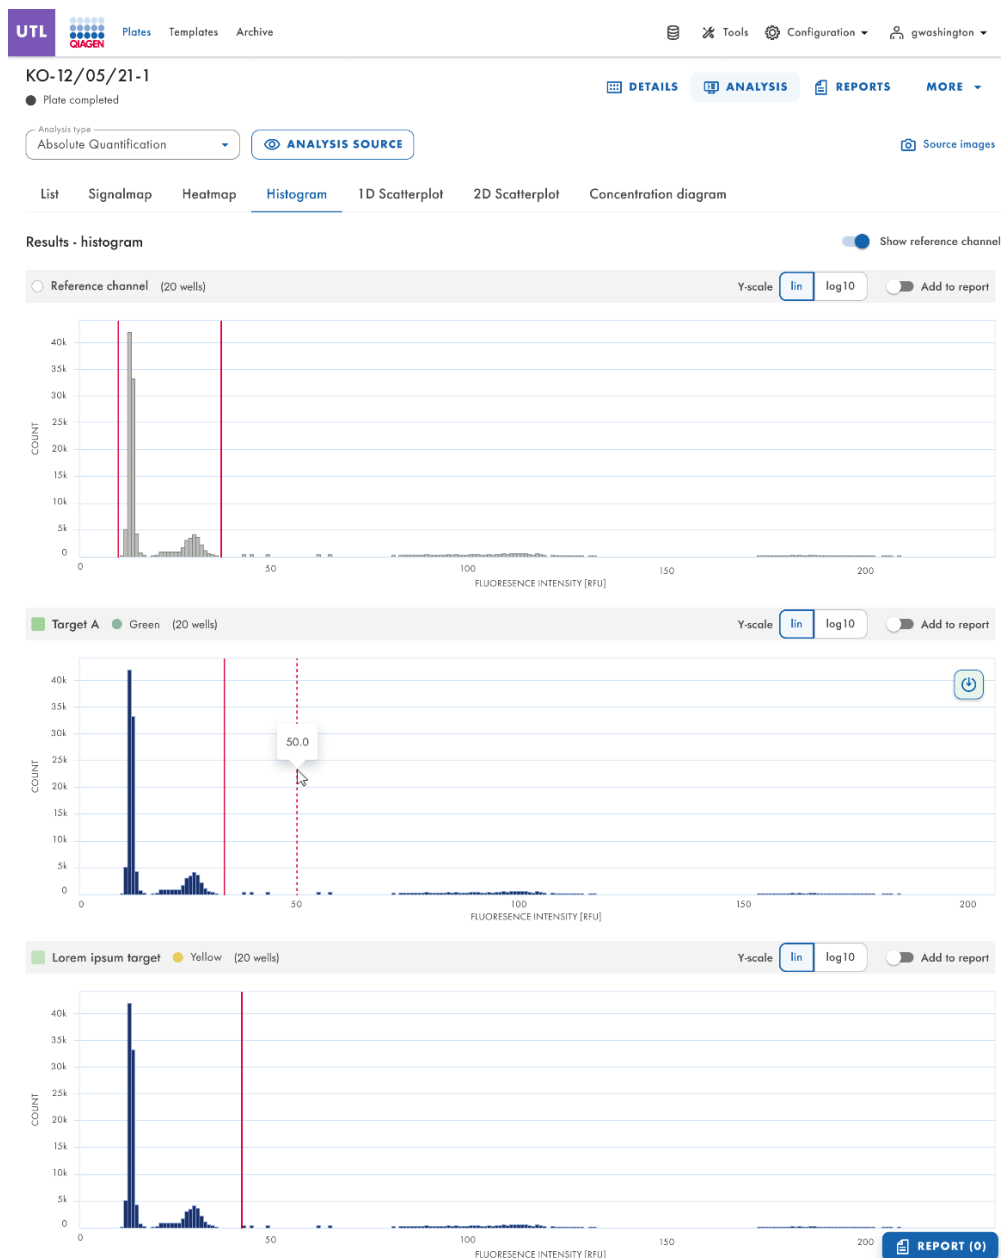 UTL QIAGEN Plates Templates Archive Tools Configuration gwashington
KO-12/05/21-1
Plate completed
DETAILS ANALYSIS REPORTS MORE
Analysis type
Absolute Quantification ANALYSIS SOURCE Source images
List Signalmap Heatmap Histogram 1D Scatterplot 2D Scatterplot Concentration diagram
Results - histogram Show reference channel
Reference channel (20 wells) Y-scale lin log10 Add to report
40k
35k
30k
25k
20k
15k
10k
5k
0
COUNT
0 50 100 150 200
FLUORESENCE INTENSITY [RFU]
Target A Green (20 wells) Y-scale lin log10 Add to report
40k
35k
30k
50.0
25k
20k
15k
10k
5k
0
COUNT
0 50 100 150 200
FLUORESENCE INTENSITY [RFU]
Lorem ipsum target Yellow (20 wells) Y-scale lin log10 Add to report
40k
35k
30k
25k
20k
15k
10k
5k
0
COUNT
0 50 100 150 200
FLUORESENCE INTENSITY [RFU]
REPORT (0)